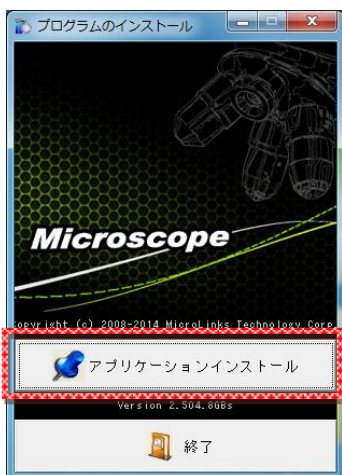 プログラムのインストール
Microscope
Copyright (c) 2008-2014 MicroLinks Technology Corp
アプリケーションインストール
Version 2.504.8GBs
終了